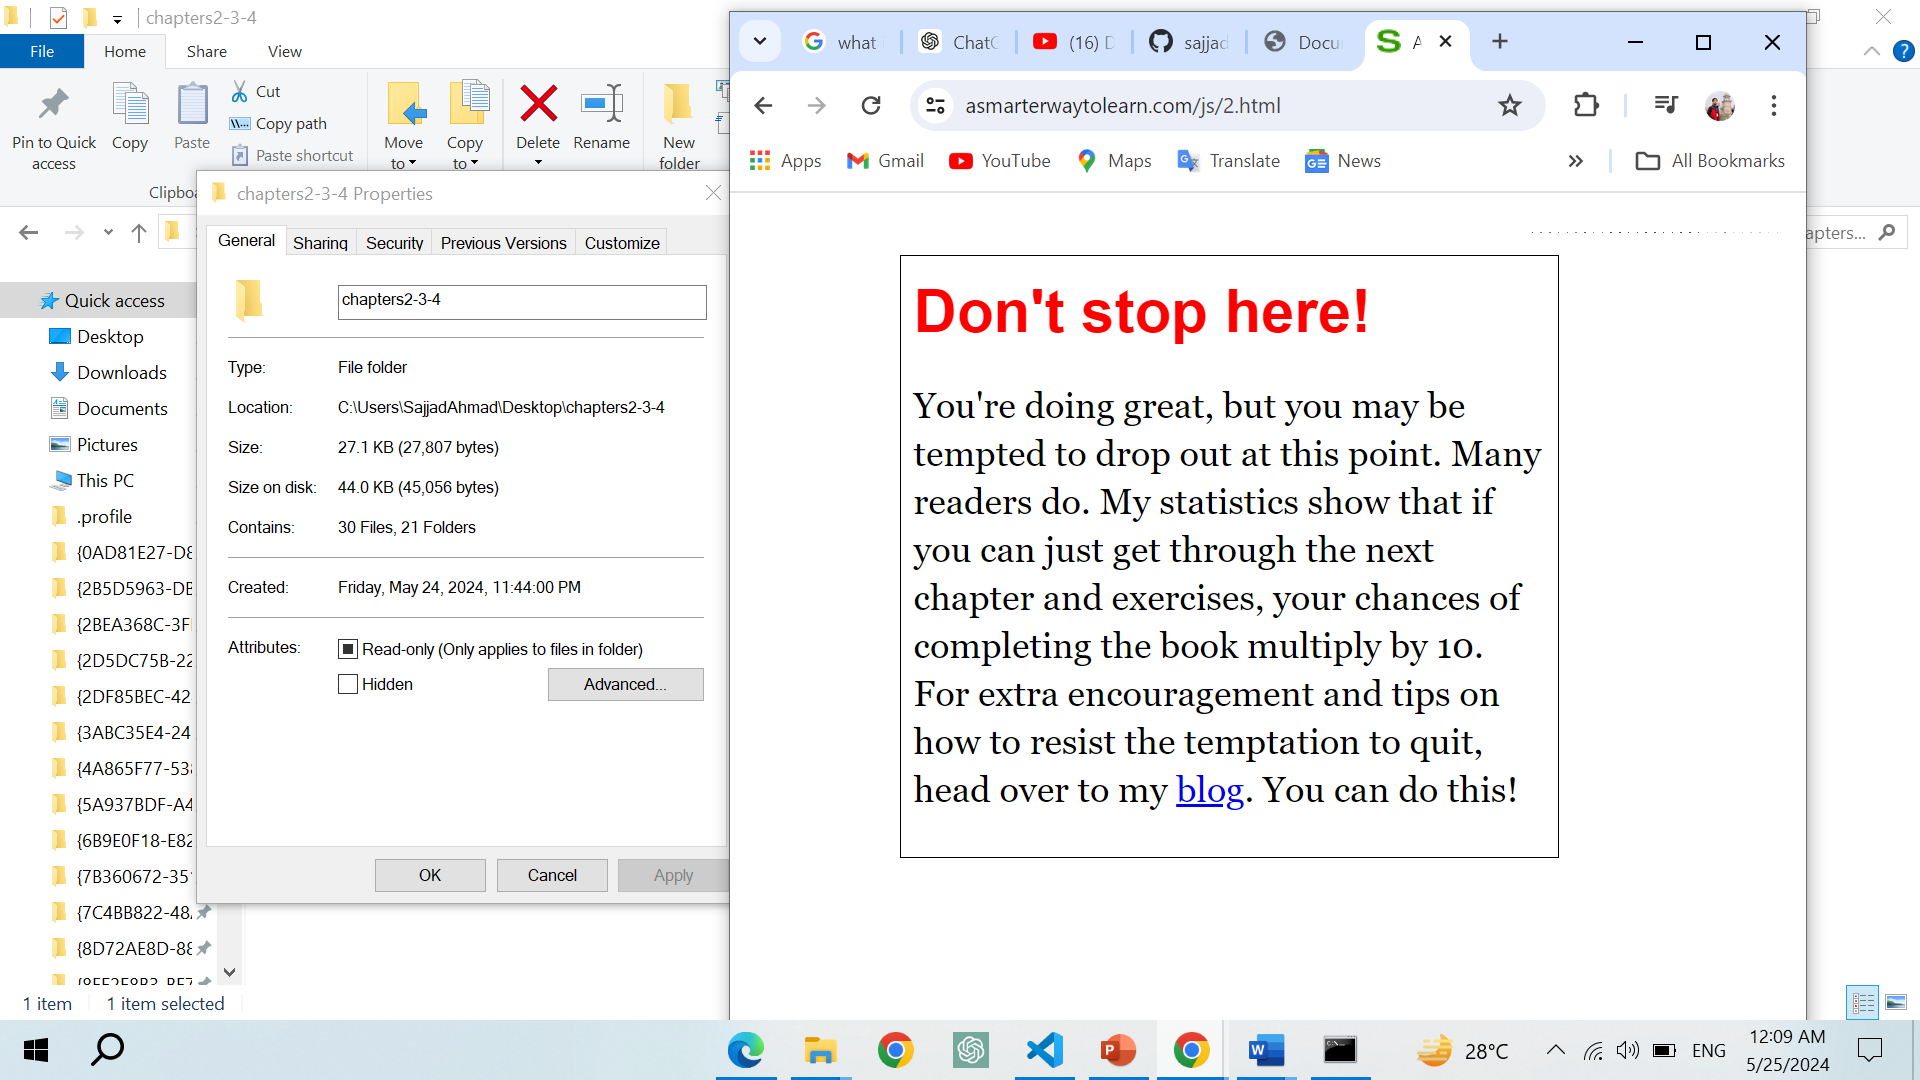 chapters2-3-4
File
Home
Share
View
Pin to Quick access
Copy
Paste
Cut
Copy path
Paste shortcut
Move to
Copy to
Delete
Rename
New folder
apters...
Quick access
Desktop
Downloads
Documents
Pictures
This PC
.profile
{0AD81E27-D8
{2B5D5963-DB
{2BEA368C-3F
{2D5DC75B-22
{2DF85BEC-42
{3ABC35E4-24
{4A865F77-53
{5A937BDF-A4
{6B9E0F18-E82
{7B360672-35
{7C4BB822-48
{8D72AE8D-88
1 item
1 item selected
chapters2-3-4 Properties
General
Sharing
Security
Previous Versions
Customize
chapters2-3-4
Type: File folder
Location: C:\Users\SajjadAhmad\Desktop\chapters2-3-4
Size: 27.1 KB (27,807 bytes)
Size on disk: 44.0 KB (45,056 bytes)
Contains: 30 Files, 21 Folders
Created: Friday, May 24, 2024, 11:44:00 PM
Attributes: Read-only (Only applies to files in folder)
Hidden
Advanced...
OK
Cancel
Apply
what
ChatG
(16) D
sajjad
Docu
asmarterwaytolearn.com/js/2.html
Apps
Gmail
YouTube
Maps
Translate
News
All Bookmarks
Don't stop here!
You're doing great, but you may be
tempted to drop out at this point. Many
readers do. My statistics show that if
you can just get through the next
chapter and exercises, your chances of
completing the book multiply by 10.
For extra encouragement and tips on
how to resist the temptation to quit,
head over to my blog. You can do this!
28°C
ENG
12:09 AM
5/25/2024